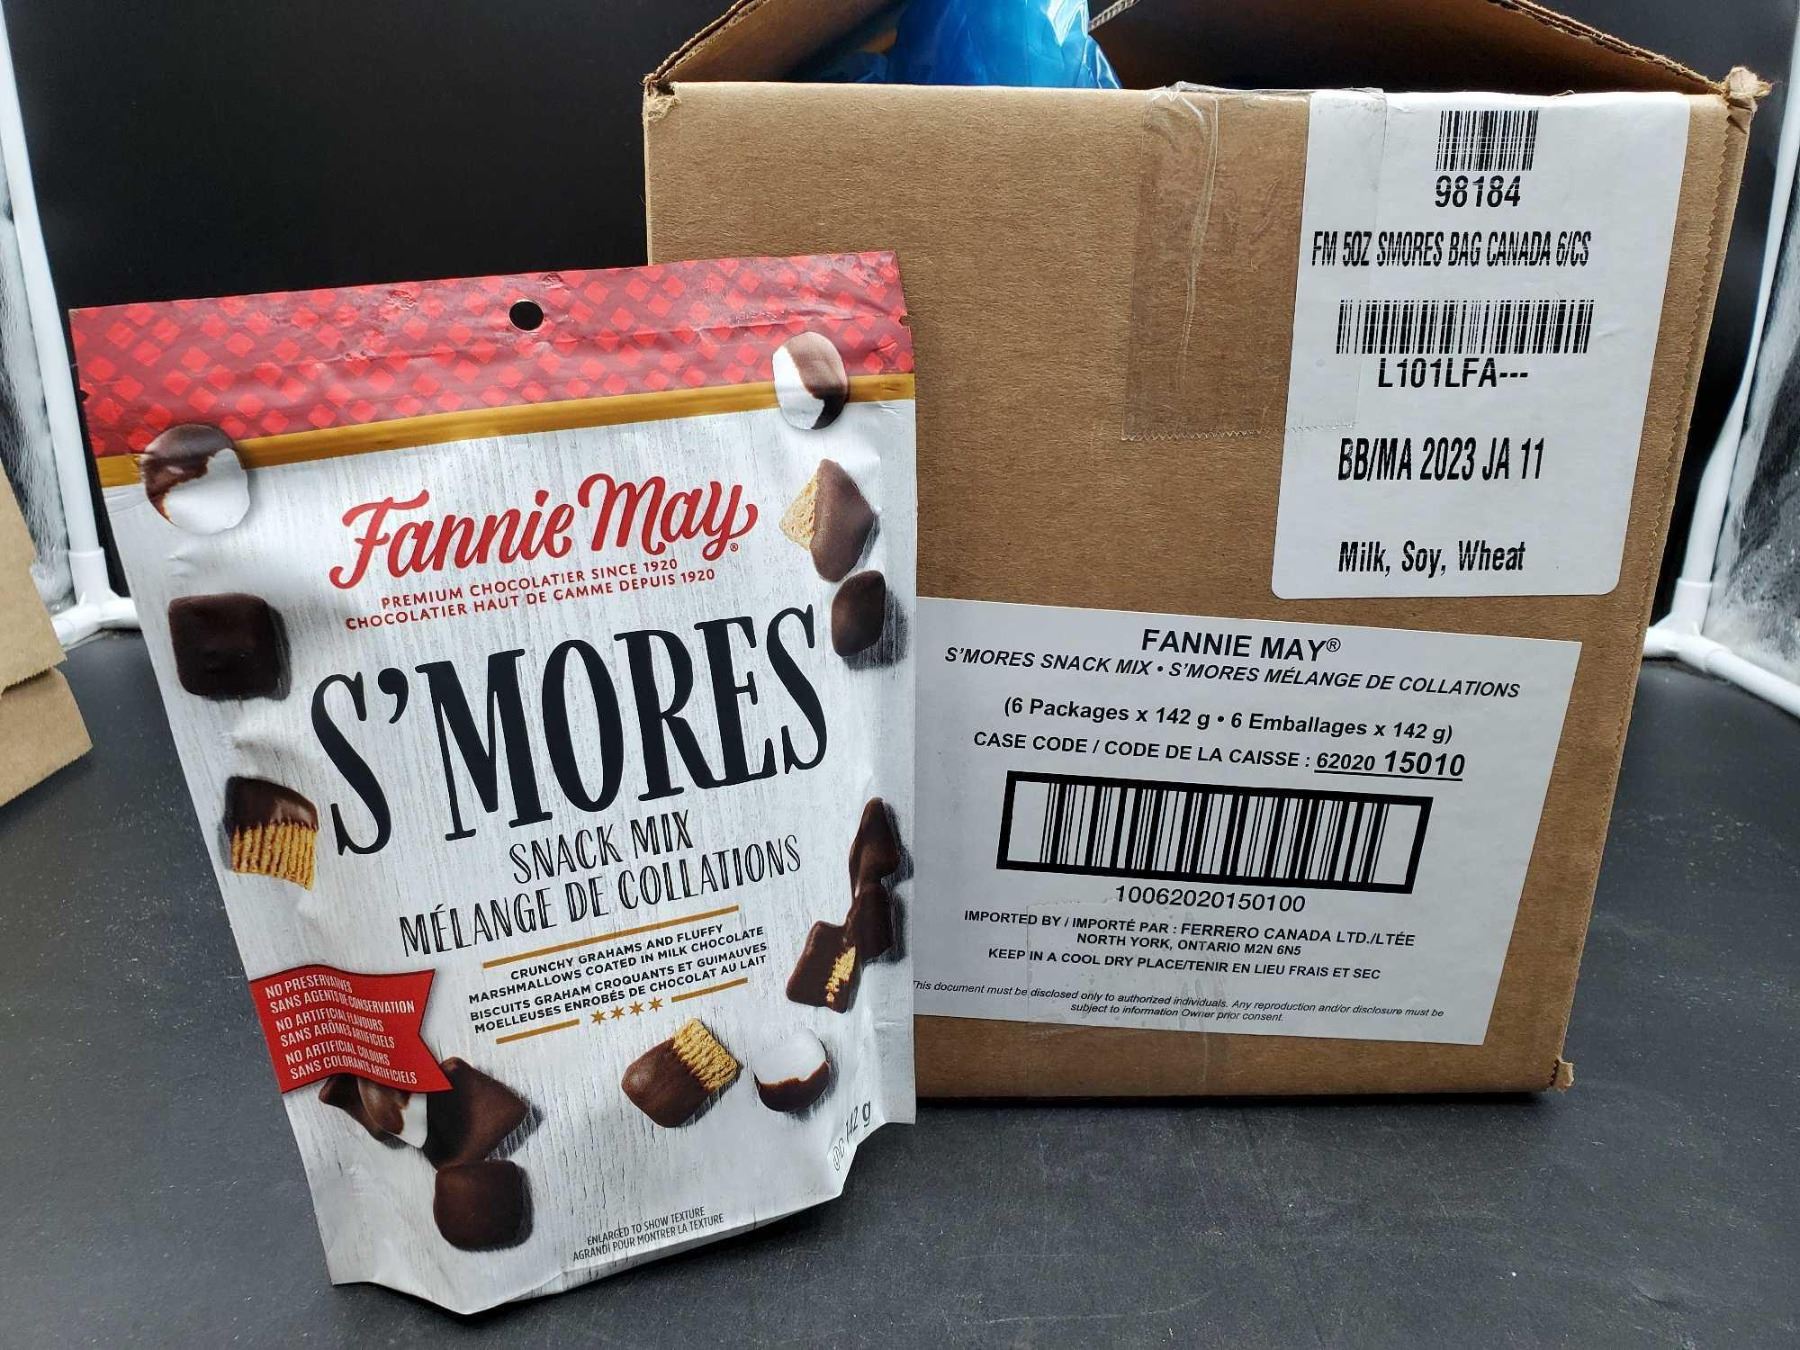 Fannie May®
PREMIUM CHOCOLATIER SINCE 1920
CHOCOLATIER HAUT DE GAMME DEPUIS 1920
S'MORES
SNACK MIX
MÉLANGE DE COLLATIONS
CRUNCHY GRAHAMS AND FLUFFY
MARSHMALLOWS COATED IN MILK CHOCOLATE
BISCUITS GRAHAM CROQUANTS ET GUIMAUVES
MOELLEUSES ENROBÉS DE CHOCOLAT AU LAIT
NO PRESERVATIVES
SANS AGENTS DE CONSERVATION
NO ARTIFICIAL FLAVOURS
SANS ARÔMES ARTIFICIELS
NO ARTIFICIAL COLOURS
SANS COLORANTS ARTIFICIELS
142 g
ENLARGED TO SHOW TEXTURE
AGRANDI POUR MONTRER LA TEXTURE
98184
FM 5OZ SMORES BAG CANADA 6/CS
L101LFA---
BB/MA 2023 JA 11
Milk, Soy, Wheat
FANNIE MAY®
S'MORES SNACK MIX • S'MORES MÉLANGE DE COLLATIONS
(6 Packages x 142 g • 6 Emballages x 142 g)
CASE CODE / CODE DE LA CAISSE : 62020 15010
10062020150100
IMPORTED BY / IMPORTÉ PAR : FERRERO CANADA LTD./LTÉE
NORTH YORK, ONTARIO M2N 6N5
KEEP IN A COOL DRY PLACE/TENIR EN LIEU FRAIS ET SEC
This document must be disclosed only to authorized individuals. Any reproduction and/or disclosure must be
subject to information Owner prior consent.